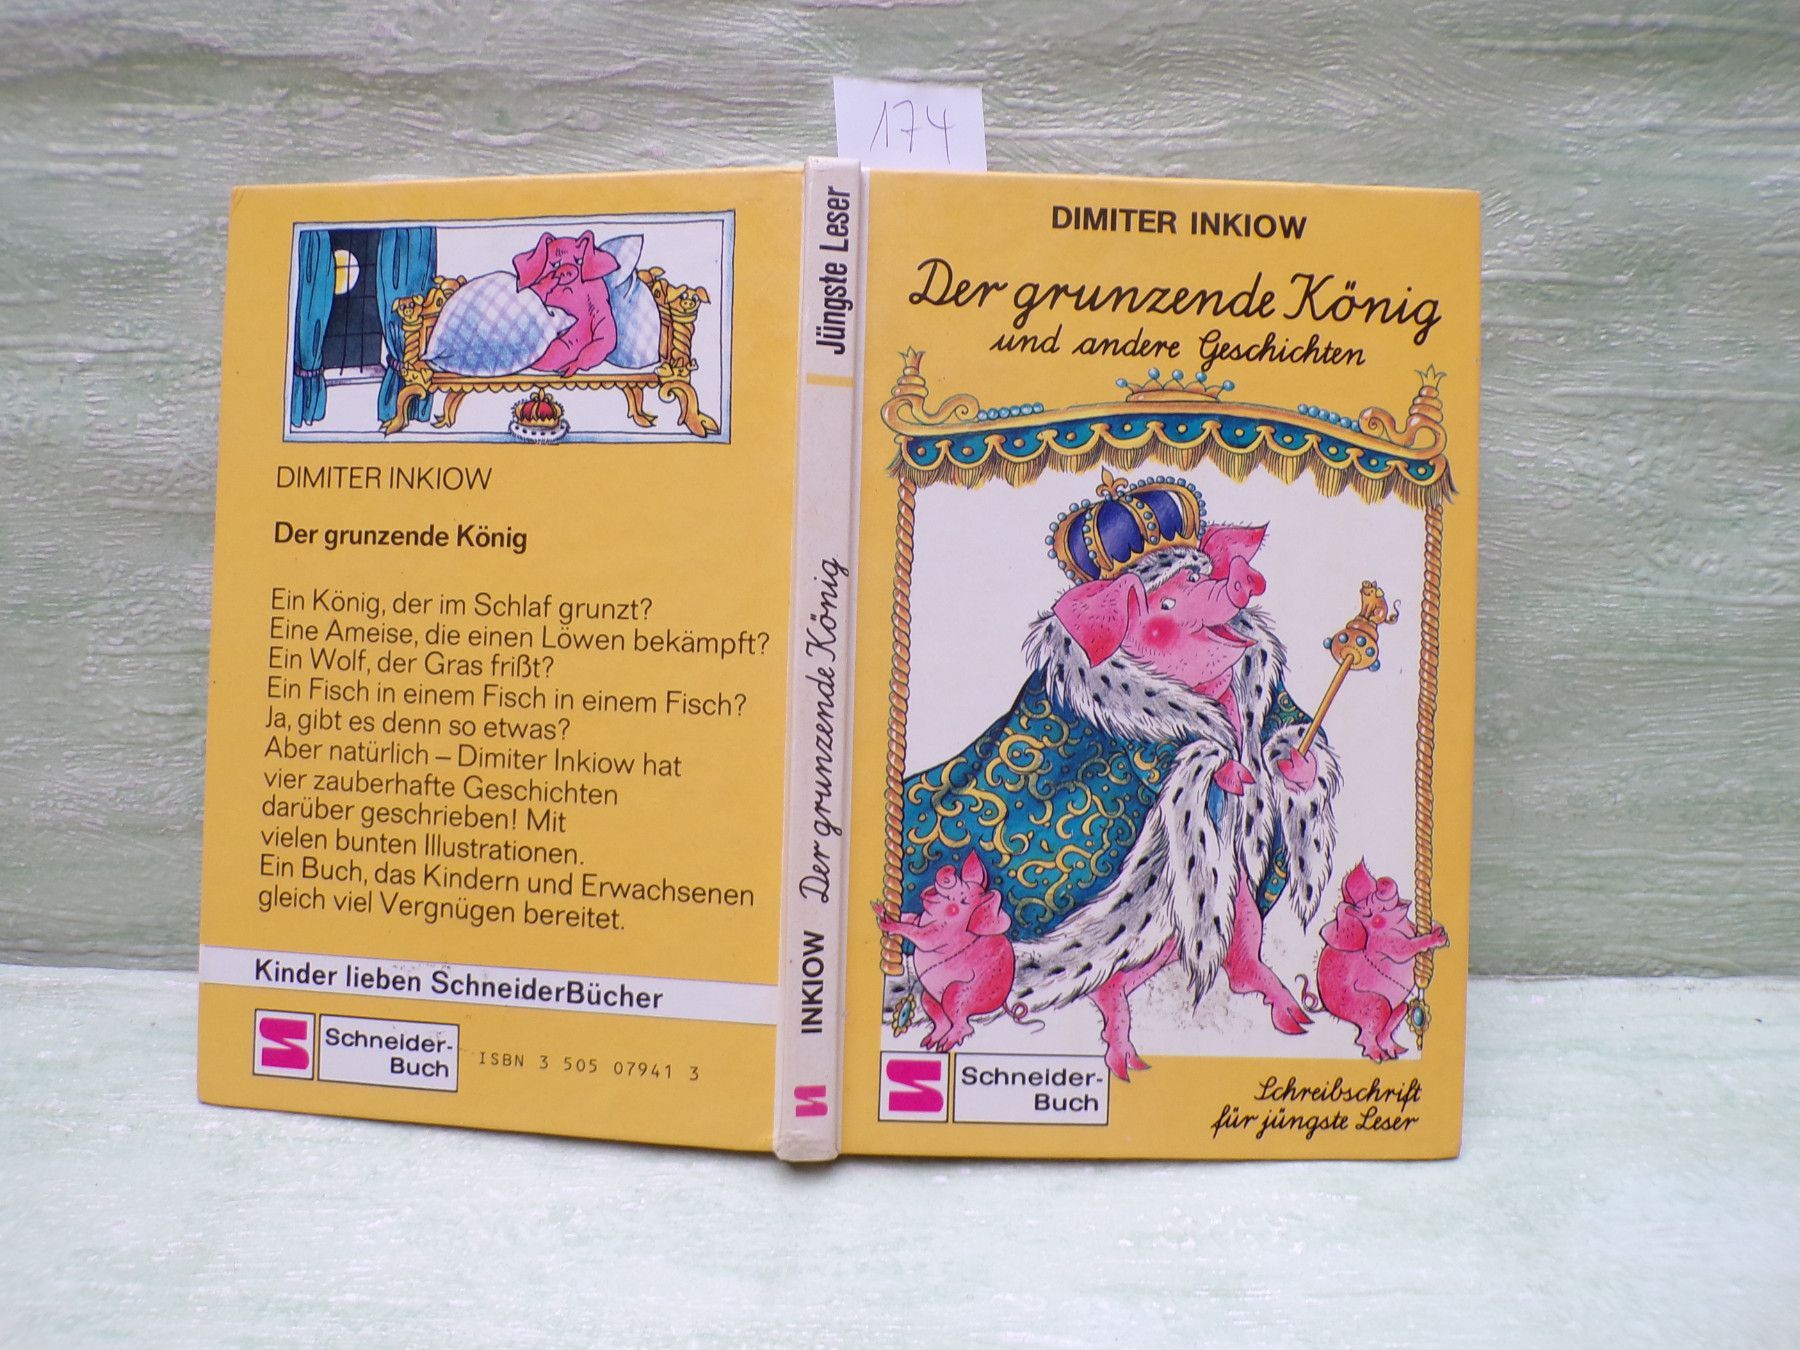 174
DIMITER INKIOW
Der grunzende König
Ein König, der im Schlaf grunzt?
Eine Ameise, die einen Löwen bekämpft?
Ein Wolf, der Gras frißt?
Ein Fisch in einem Fisch in einem Fisch?
Ja, gibt es denn so etwas?
Aber natürlich – Dimiter Inkiow hat
vier zauberhafte Geschichten
darüber geschrieben! Mit
vielen bunten Illustrationen.
Ein Buch, das Kindern und Erwachsenen
gleich viel Vergnügen bereitet.
Kinder lieben SchneiderBücher
Schneider-
Buch
ISBN 3 505 07941 3
Jüngste Leser
INKIOW Der grunzende König
DIMITER INKIOW
Der grunzende König
und andere Geschichten
Schneider-
Buch
Schreibschrift
für jüngste Leser